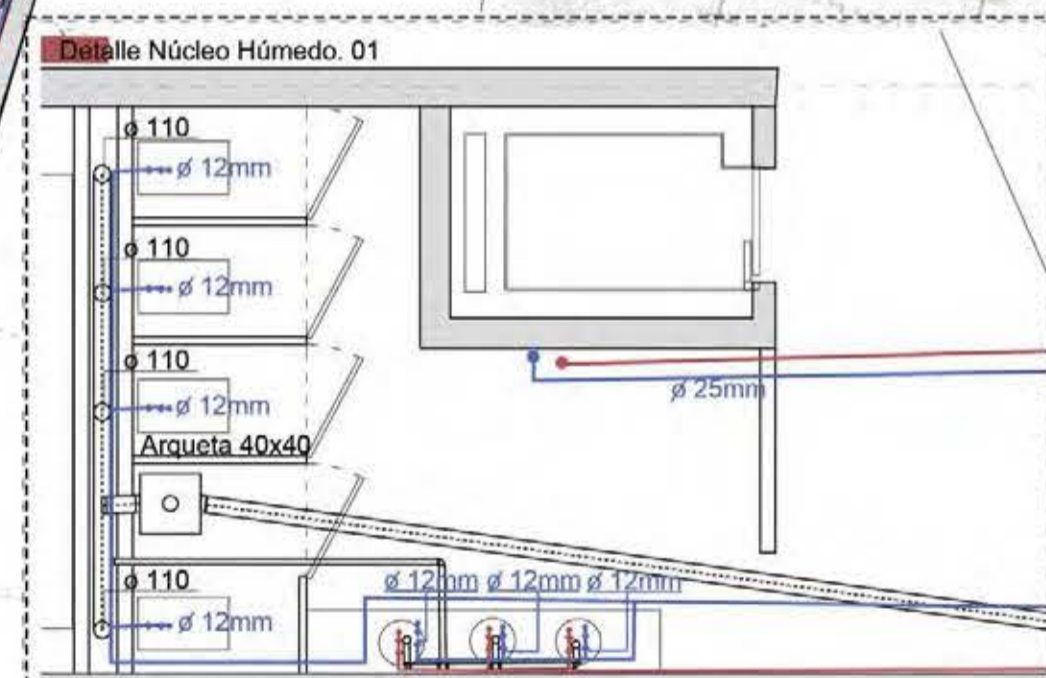 Detalle Núcleo Húmedo. 01
ø 110
ø 12mm
ø 110
ø 12mm
ø 110
ø 12mm
ø 25mm
Arqueta 40x40
ø 110
ø 12mm
ø 12mm ø 12mm ø 12mm